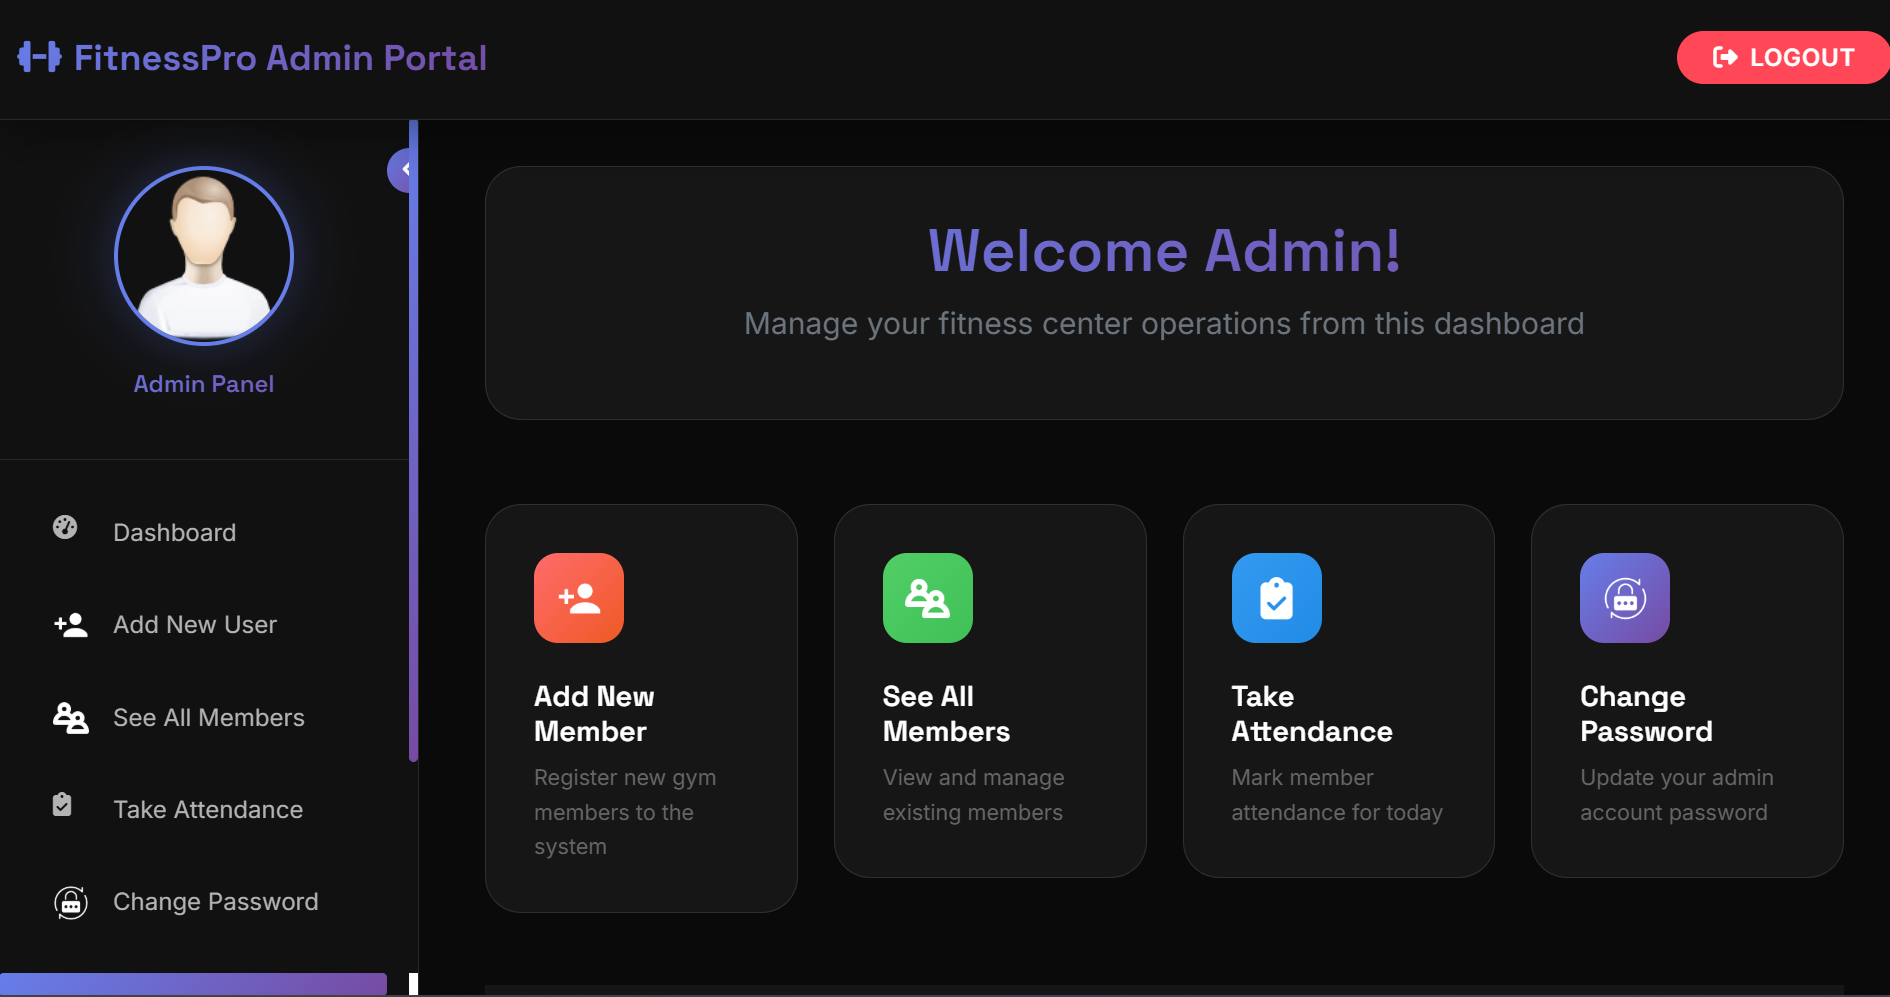 FitnessPro Admin Portal
LOGOUT
Admin Panel
Dashboard
Add New User
See All Members
Take Attendance
Change Password
Welcome Admin!
Manage your fitness center operations from this dashboard
Add New
Member
Register new gym
members to the
system
See All
Members
View and manage
existing members
Take
Attendance
Mark member
attendance for today
Change
Password
Update your admin
account password